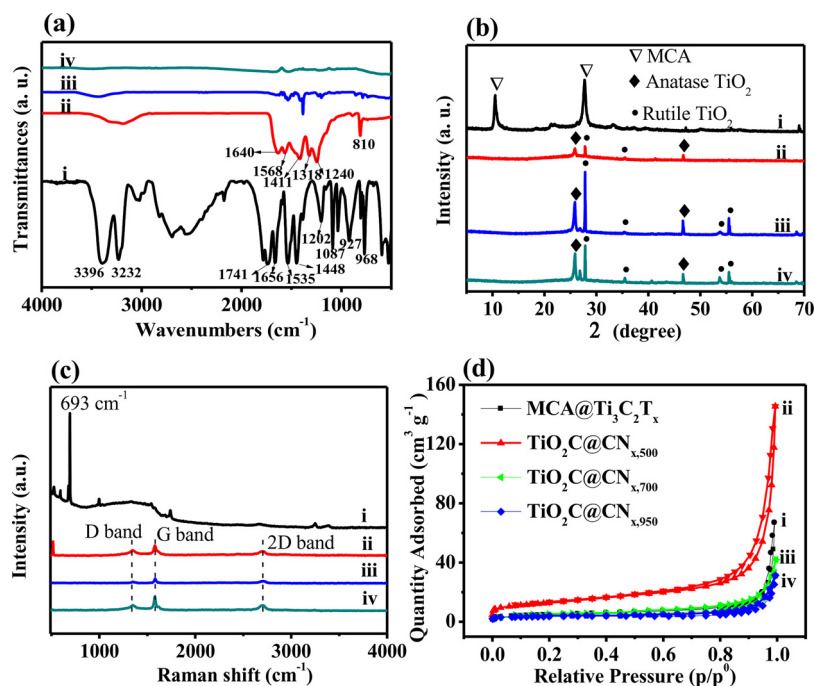 (a)
iv
iii
ii
i
810
1640
1568
1411
1318
1240
3396
3232
1741
1656
1535
1448
1202
1087
927
968
Transmittances (a. u.)
4000 3000 2000 1000
Wavenumbers (cm⁻¹)
(b)
▽ MCA
◆ Anatase TiO₂
• Rutile TiO₂
i
ii
iii
iv
Intensity (a. u.)
10 20 30 40 50 60 70
2 (degree)
(c)
693 cm⁻¹
D band
G band
2D band
i
ii
iii
iv
Intensity (a.u.)
1000 2000 3000 4000
Raman shift (cm⁻¹)
(d)
160
120
80
40
0
MCA@Ti₃C₂Tₓ
TiO₂C@CNₓ,₅₀₀
TiO₂C@CNₓ,₇₀₀
TiO₂C@CNₓ,₉₅₀
ii
i
iii
iv
Quantity Adsorbed (cm³ g⁻¹)
0.0 0.2 0.4 0.6 0.8 1.0
Relative Pressure (p/p⁰)